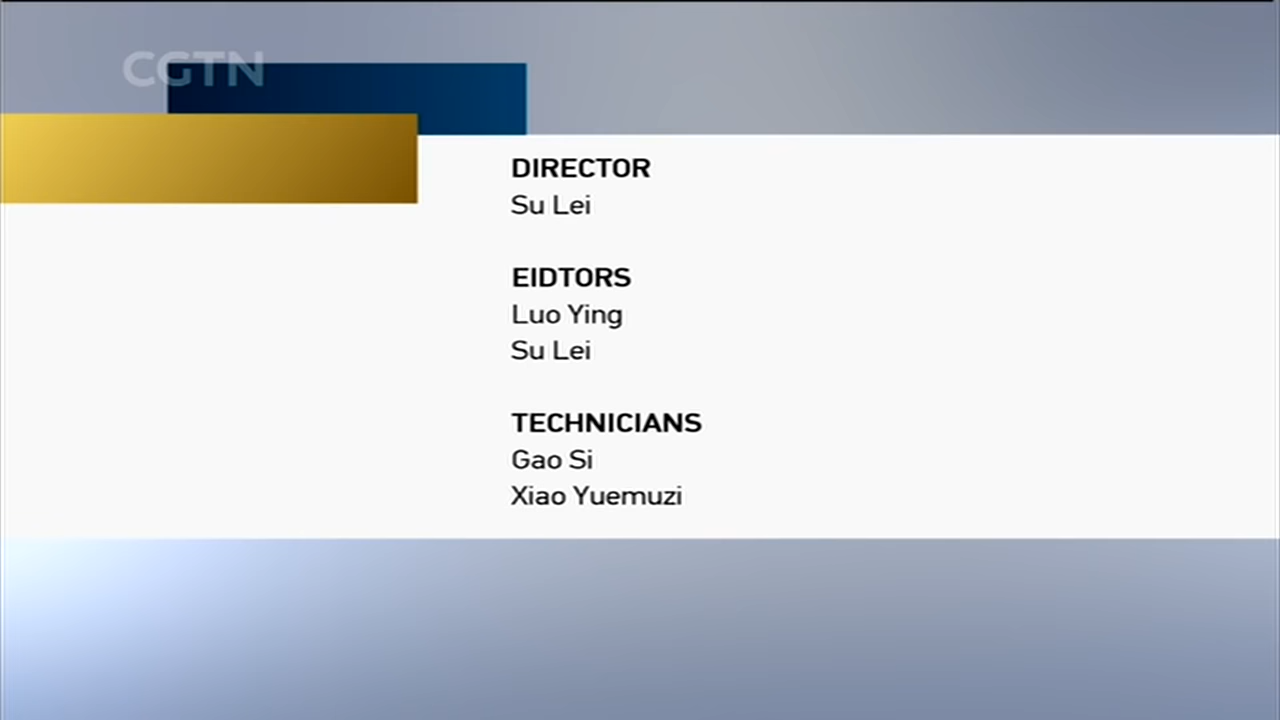 CGTN
DIRECTOR
Su Lei
EIDTORS
Luo Ying
Su Lei
TECHNICIANS
Gao Si
Xiao Yuemuzi